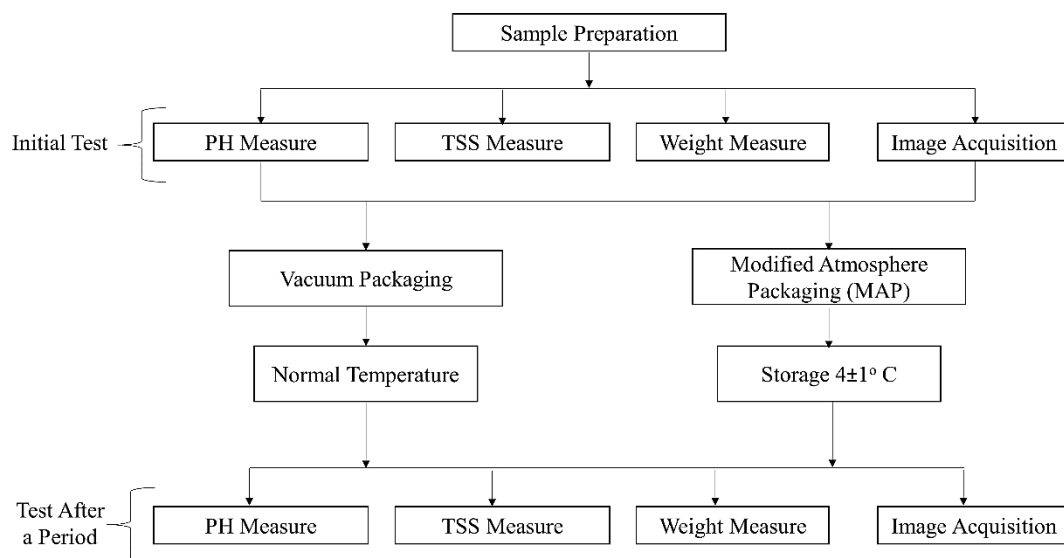 Sample Preparation
Initial Test
PH Measure
TSS Measure
Weight Measure
Image Acquisition
Vacuum Packaging
Modified Atmosphere
Packaging (MAP)
Normal Temperature
Storage 4±1º C
Test After
a Period
PH Measure
TSS Measure
Weight Measure
Image Acquisition